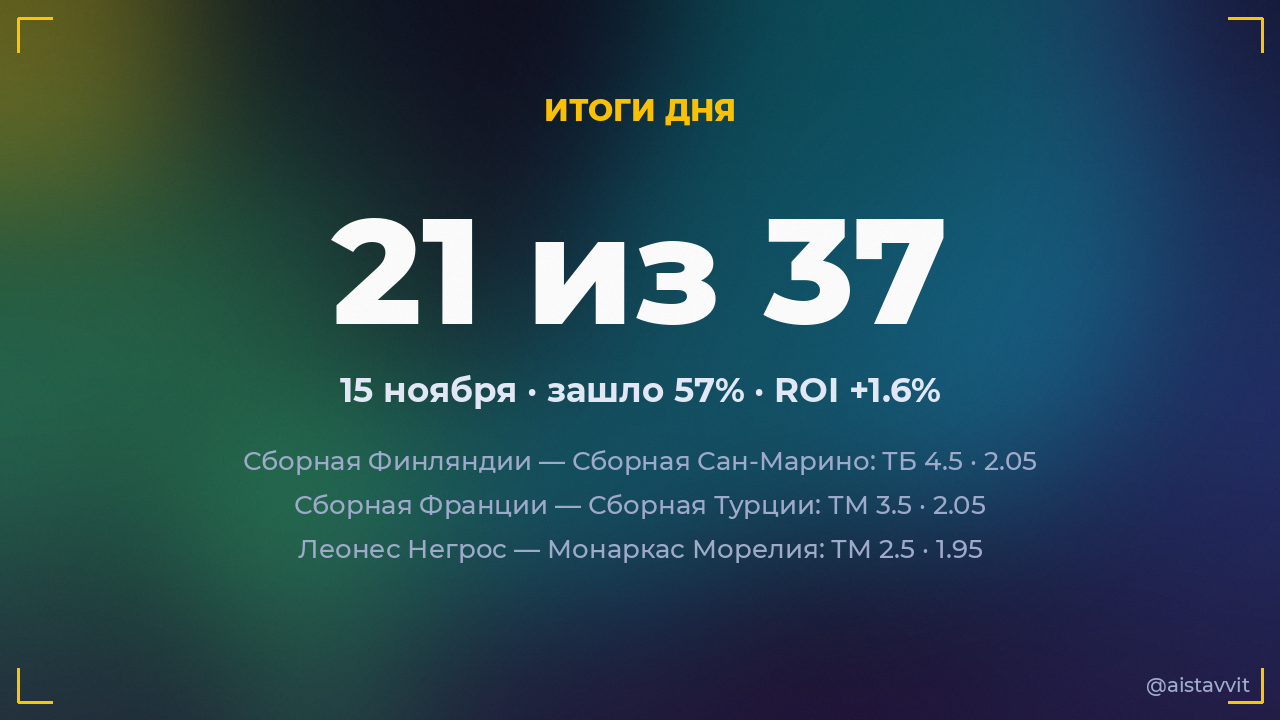 ИТОГИ ДНЯ
21 из 37
15 ноября · зашло 57% · ROI +1.6%
Сборная Финляндии — Сборная Сан-Марино: ТБ 4.5 · 2.05
Сборная Франции — Сборная Турции: ТМ 3.5 · 2.05
Леонес Негрос — Монаркас Морелия: ТМ 2.5 · 1.95
@aistavvit